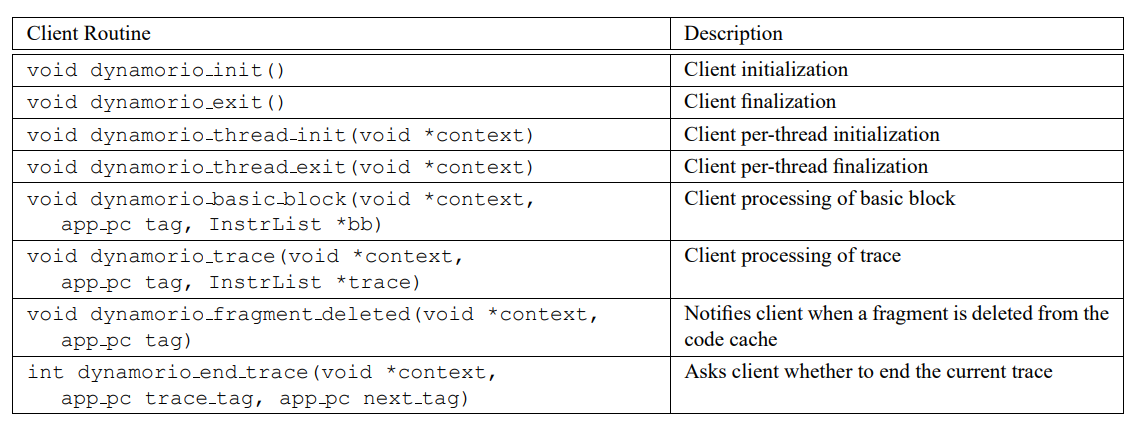 Client Routine Description
void dynamorio_init() Client initialization
void dynamorio_exit() Client finalization
void dynamorio_thread_init(void *context) Client per-thread initialization
void dynamorio_thread_exit(void *context) Client per-thread finalization
void dynamorio_basic_block(void *context, Client processing of basic block
app_pc tag, InstrList *bb)
void dynamorio_trace(void *context, Client processing of trace
app_pc tag, InstrList *trace)
void dynamorio_fragment_deleted(void *context, Notifies client when a fragment is deleted from the
app_pc tag) code cache
int dynamorio_end_trace(void *context, Asks client whether to end the current trace
app_pc trace_tag, app_pc next_tag)